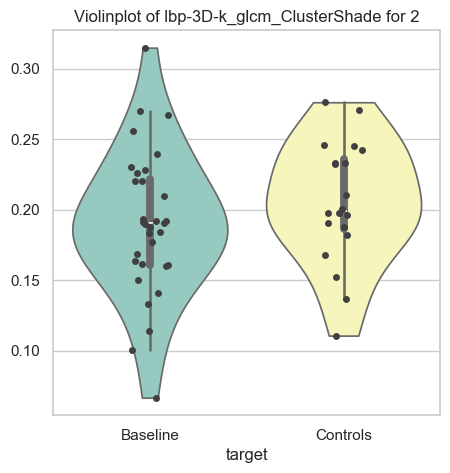 Violinplot of lbp-3D-k_glcm_ClusterShade for 2
0.30
0.25
0.20
0.15
0.10
Baseline Controls
target